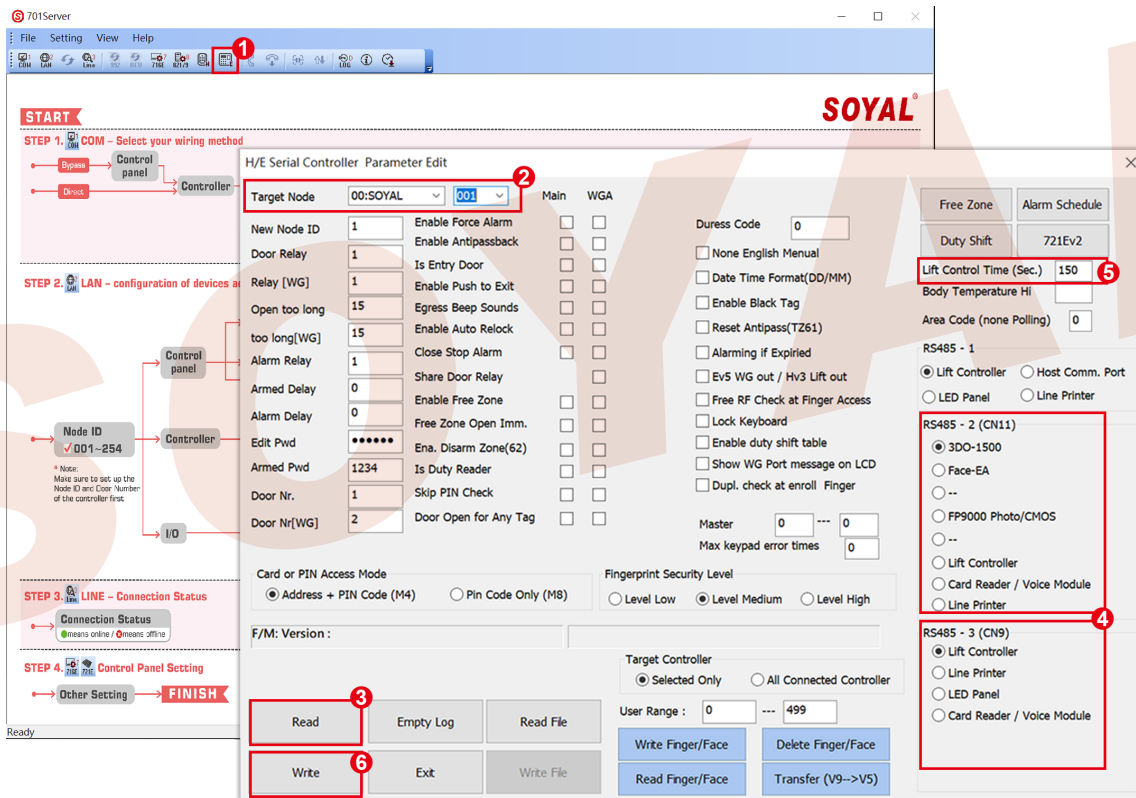 701Server
File Setting View Help
COM LAN Line 716E 821/9 LOG
1
START
SOYAL®
STEP 1. COM – Select your wiring method
Bypass
Control panel
Direct
Controller
STEP 2. LAN – configuration of devices a
Control panel
Node ID
001~254
Controller
* Note:
Make sure to set up the
Node ID and Door Number
of the controller first
I/O
STEP 3. LINE – Connection Status
Connection Status
means online / means offline
STEP 4. Control Panel Setting
Other Setting
FINISH
Ready
H/E Serial Controller Parameter Edit
Target Node 00:SOYAL 001
2
Main WGA
New Node ID 1
Door Relay 1
Relay [WG] 1
Open too long 15
too long[WG] 15
Alarm Relay 1
Armed Delay 0
Alarm Delay 0
Edit Pwd ●●●●●●
Armed Pwd 1234
Door Nr. 1
Door Nr[WG] 2
Enable Force Alarm
Enable Antipassback
Is Entry Door
Enable Push to Exit
Egress Beep Sounds
Enable Auto Relock
Close Stop Alarm
Share Door Relay
Enable Free Zone
Free Zone Open Imm.
Ena. Disarm Zone(62)
Is Duty Reader
Skip PIN Check
Door Open for Any Tag
Duress Code 0
None English Menual
Date Time Format(DD/MM)
Enable Black Tag
Reset Antipass(TZ61)
Alarming if Expiried
Ev5 WG out / Hv3 Lift out
Free RF Check at Finger Access
Lock Keyboard
Enable duty shift table
Show WG Port message on LCD
Dupl. check at enroll Finger
Master 0 --- 0
Max keypad error times 0
Free Zone Alarm Schedule
Duty Shift 721Ev2
Lift Control Time (Sec.) 150
5
Body Temperature Hi
Area Code (none Polling) 0
RS485 - 1
Lift Controller Host Comm. Port
LED Panel Line Printer
RS485 - 2 (CN11)
3DO-1500
Face-EA
--
FP9000 Photo/CMOS
--
Lift Controller
Card Reader / Voice Module
Line Printer
4
RS485 - 3 (CN9)
Lift Controller
Line Printer
LED Panel
Card Reader / Voice Module
Card or PIN Access Mode
Address + PIN Code (M4) Pin Code Only (M8)
Fingerprint Security Level
Level Low Level Medium Level High
F/M: Version :
Target Controller
Selected Only All Connected Controller
User Range : 0 --- 499
3
Read Empty Log Read File
6
Write Exit Write File
Write Finger/Face Delete Finger/Face
Read Finger/Face Transfer (V9-->V5)
SOYAL